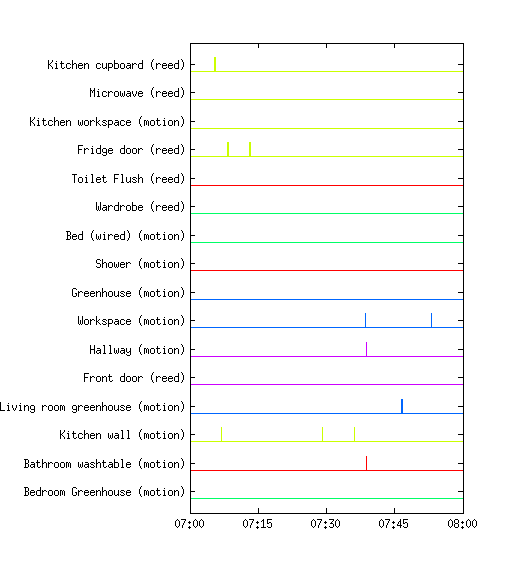 Kitchen cupboard (reed)
Microwave (reed)
Kitchen workspace (motion)
Fridge door (reed)
Toilet Flush (reed)
Wardrobe (reed)
Bed (wired) (motion)
Shower (motion)
Greenhouse (motion)
Workspace (motion)
Hallway (motion)
Front door (reed)
Living room greenhouse (motion)
Kitchen wall (motion)
Bathroom washtable (motion)
Bedroom Greenhouse (motion)
07:00 07:15 07:30 07:45 08:00